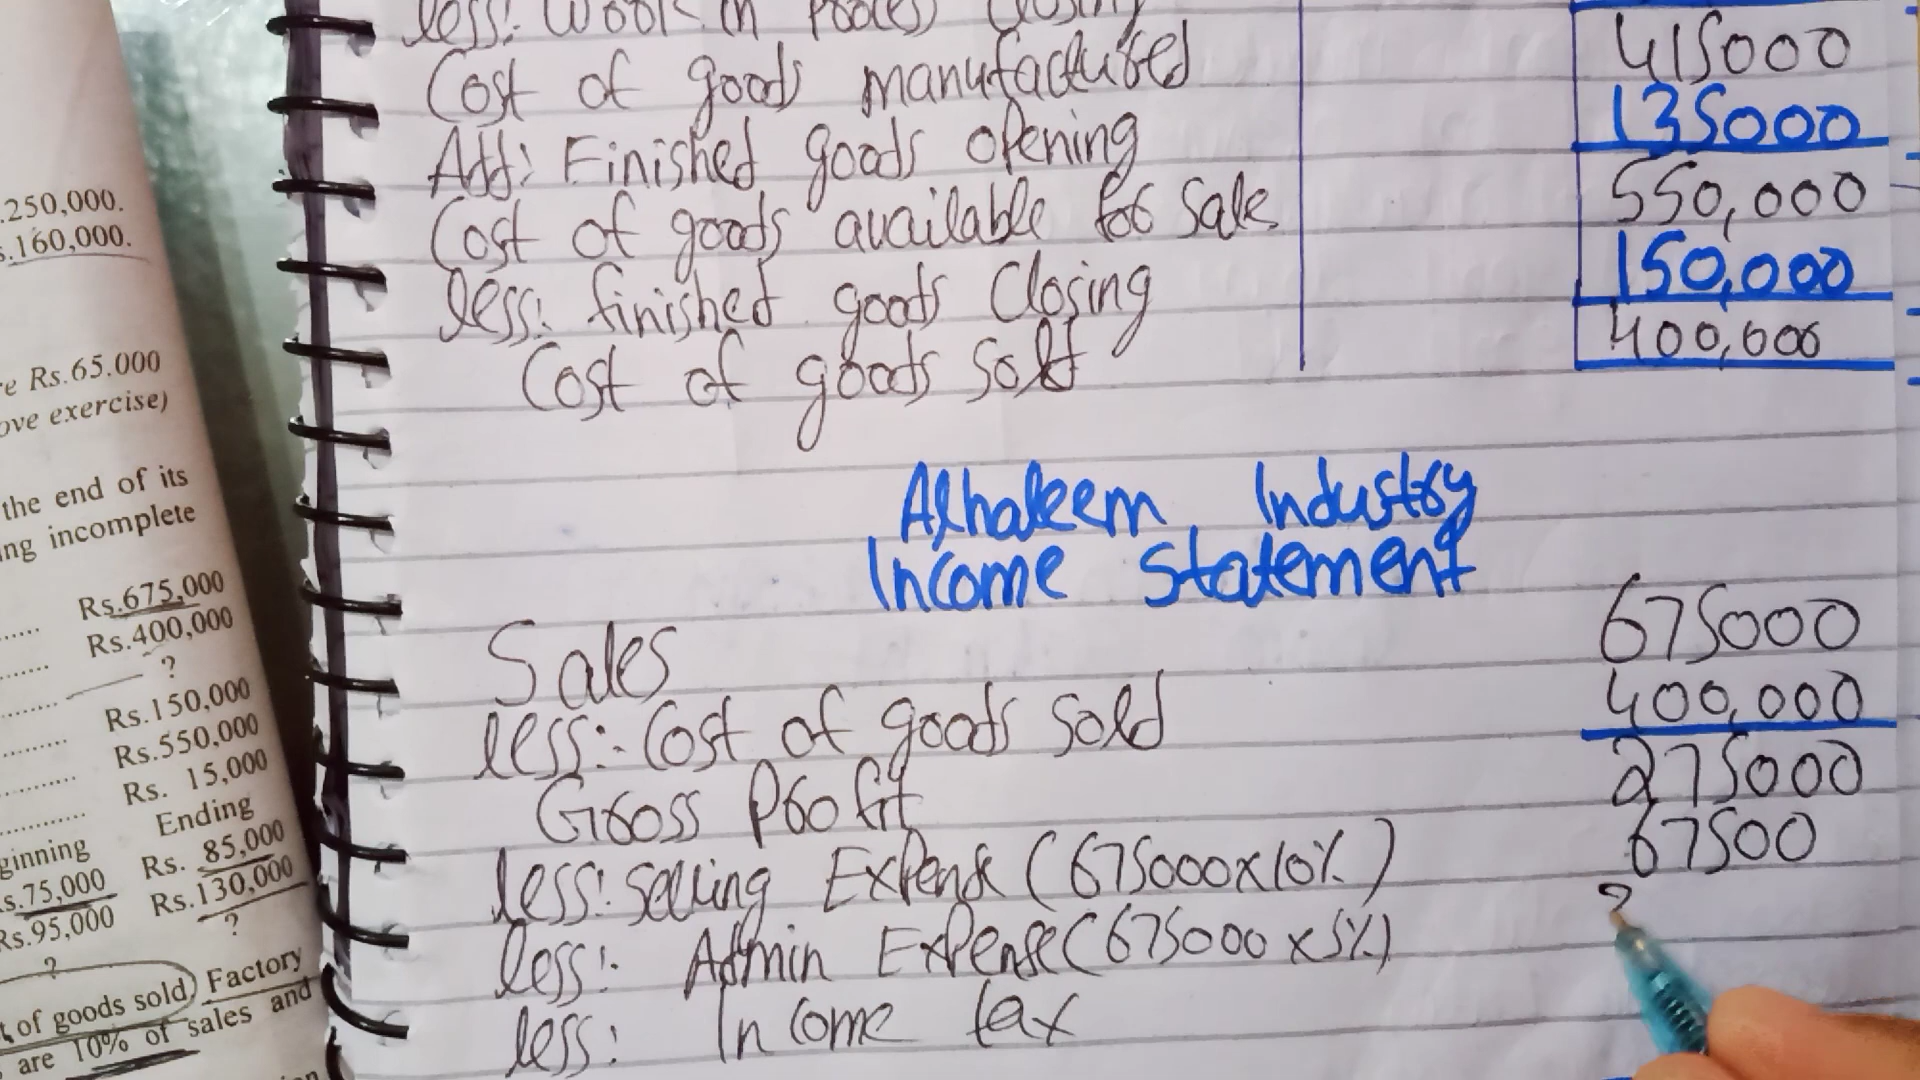 .250,000.
s.160,000.
e Rs.65.000
ove exercise)
the end of its
ng incomplete
Rs.675,000
Rs.400,000
?
Rs.150,000
Rs.550,000
Rs. 15,000
Ending
ginning
Rs. 85,000
s.75,000
Rs.130,000
Rs.95,000
?
?
t of goods sold) Factory
are 10% of sales and
less: Work in
Cost of goods manufactured 415000
Add: Finished goods opening 135000
Cost of goods available for Sale 550,000
less: finished goods Closing 150,000
Cost of goods Sold 400,000
Alhakeem Industry
Income Statement
Sales 675000
less:- Cost of goods Sold 400,000
Gross Profit 275000
less: Selling Expense (675000x10%) 67500
less: Admin Expense (675000 x 5%)
less: Income tax